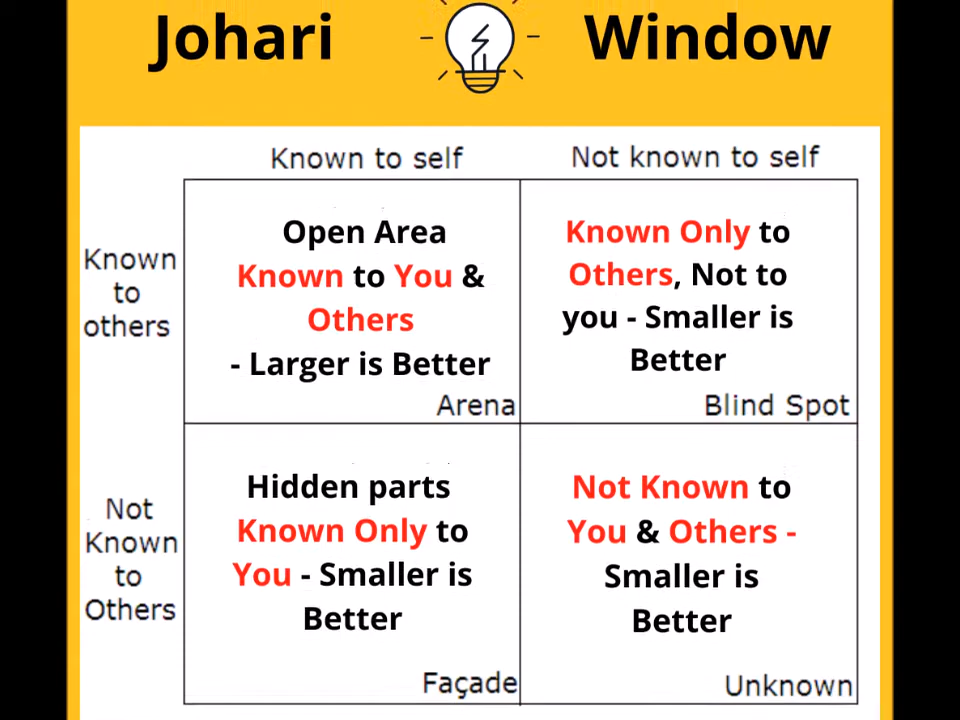 Johari Window
Known to self
Not known to self
Known
to
others
Open Area
Known to You &
Others
- Larger is Better
Arena
Known Only to
Others, Not to
you - Smaller is
Better
Blind Spot
Not
Known
to
Others
Hidden parts
Known Only to
You - Smaller is
Better
Façade
Not Known to
You & Others -
Smaller is
Better
Unknown